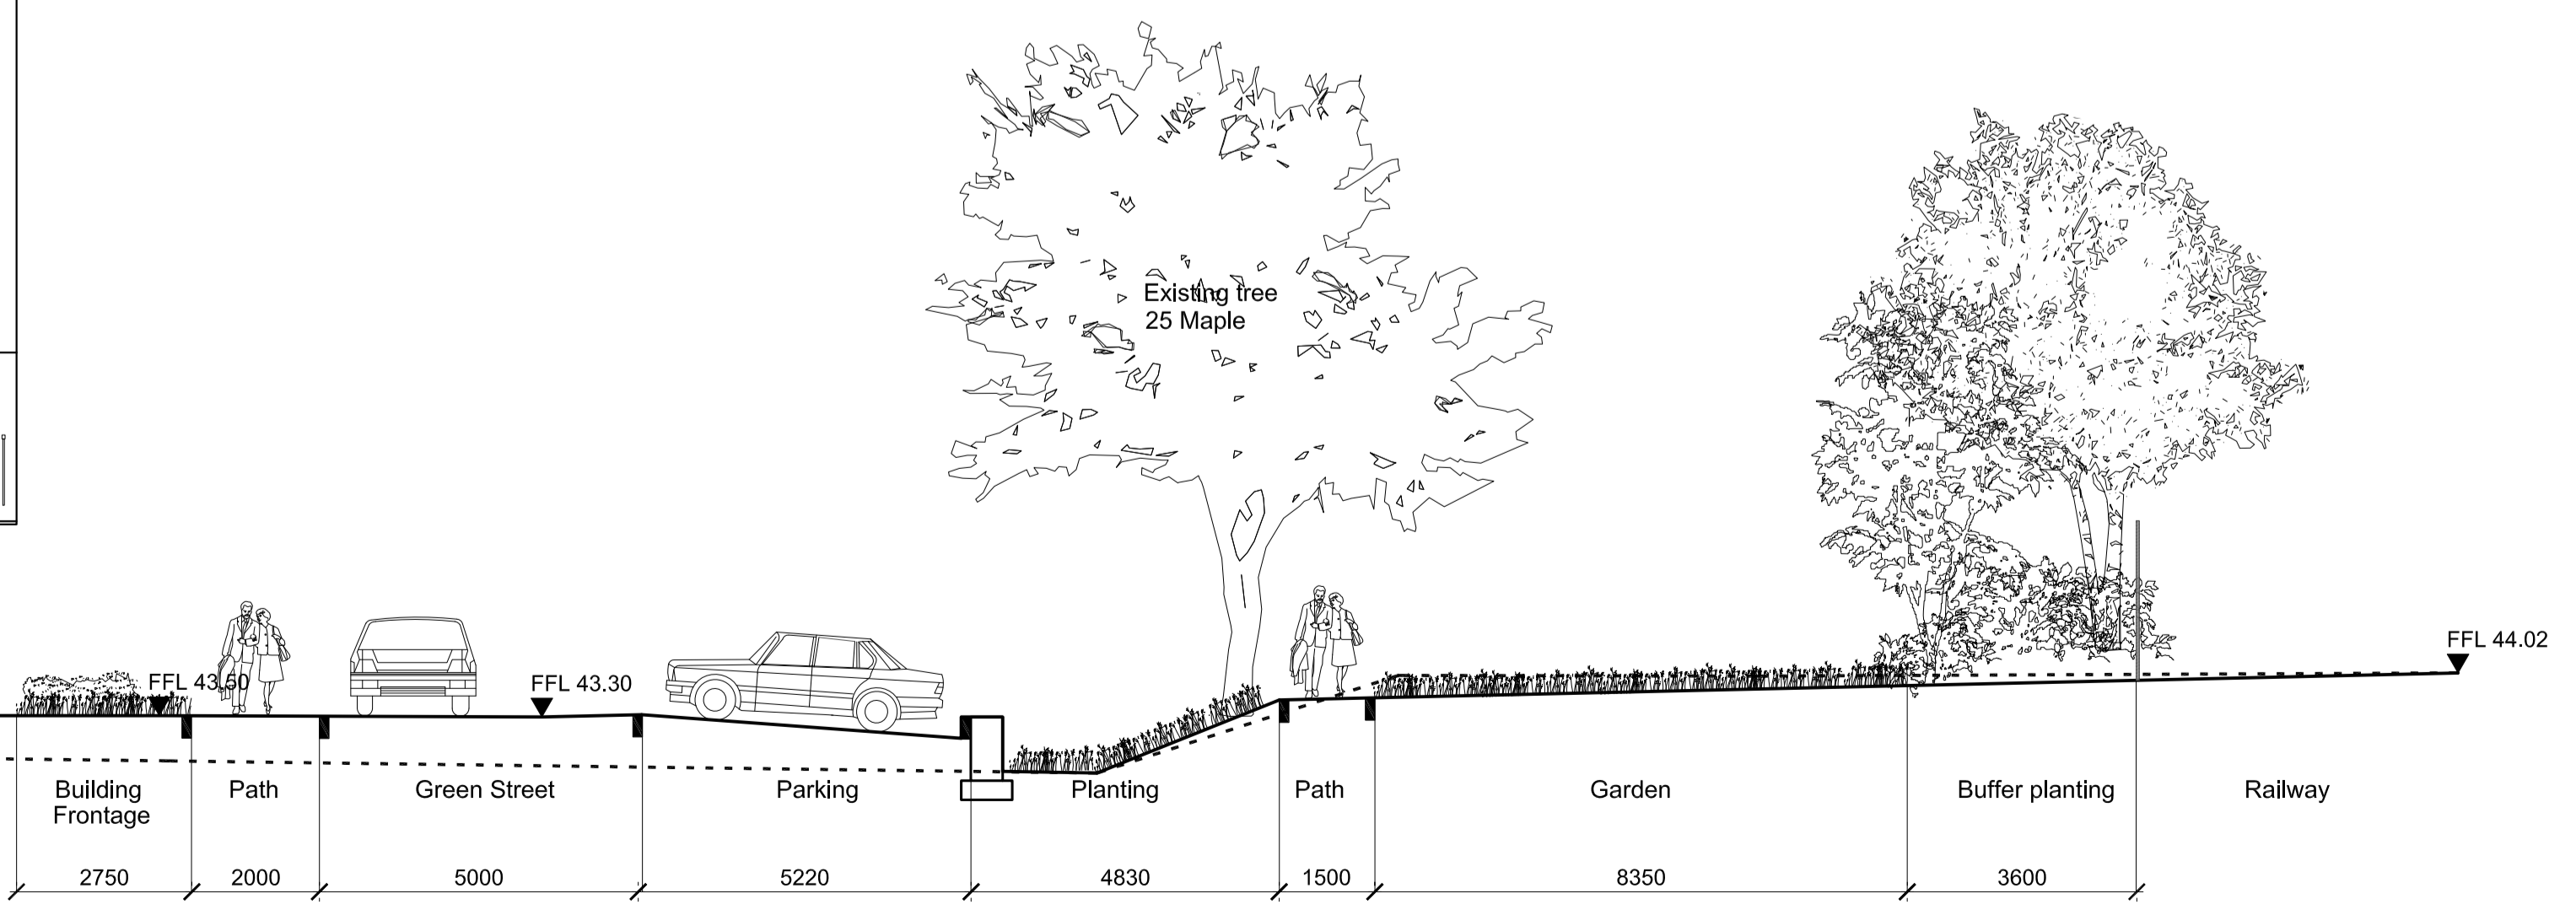 Existing tree
25 Maple
FFL 43.50
FFL 43.30
FFL 44.02
Building
Frontage
Path
Green Street
Parking
Planting
Path
Garden
Buffer planting
Railway
2750
2000
5000
5220
4830
1500
8350
3600